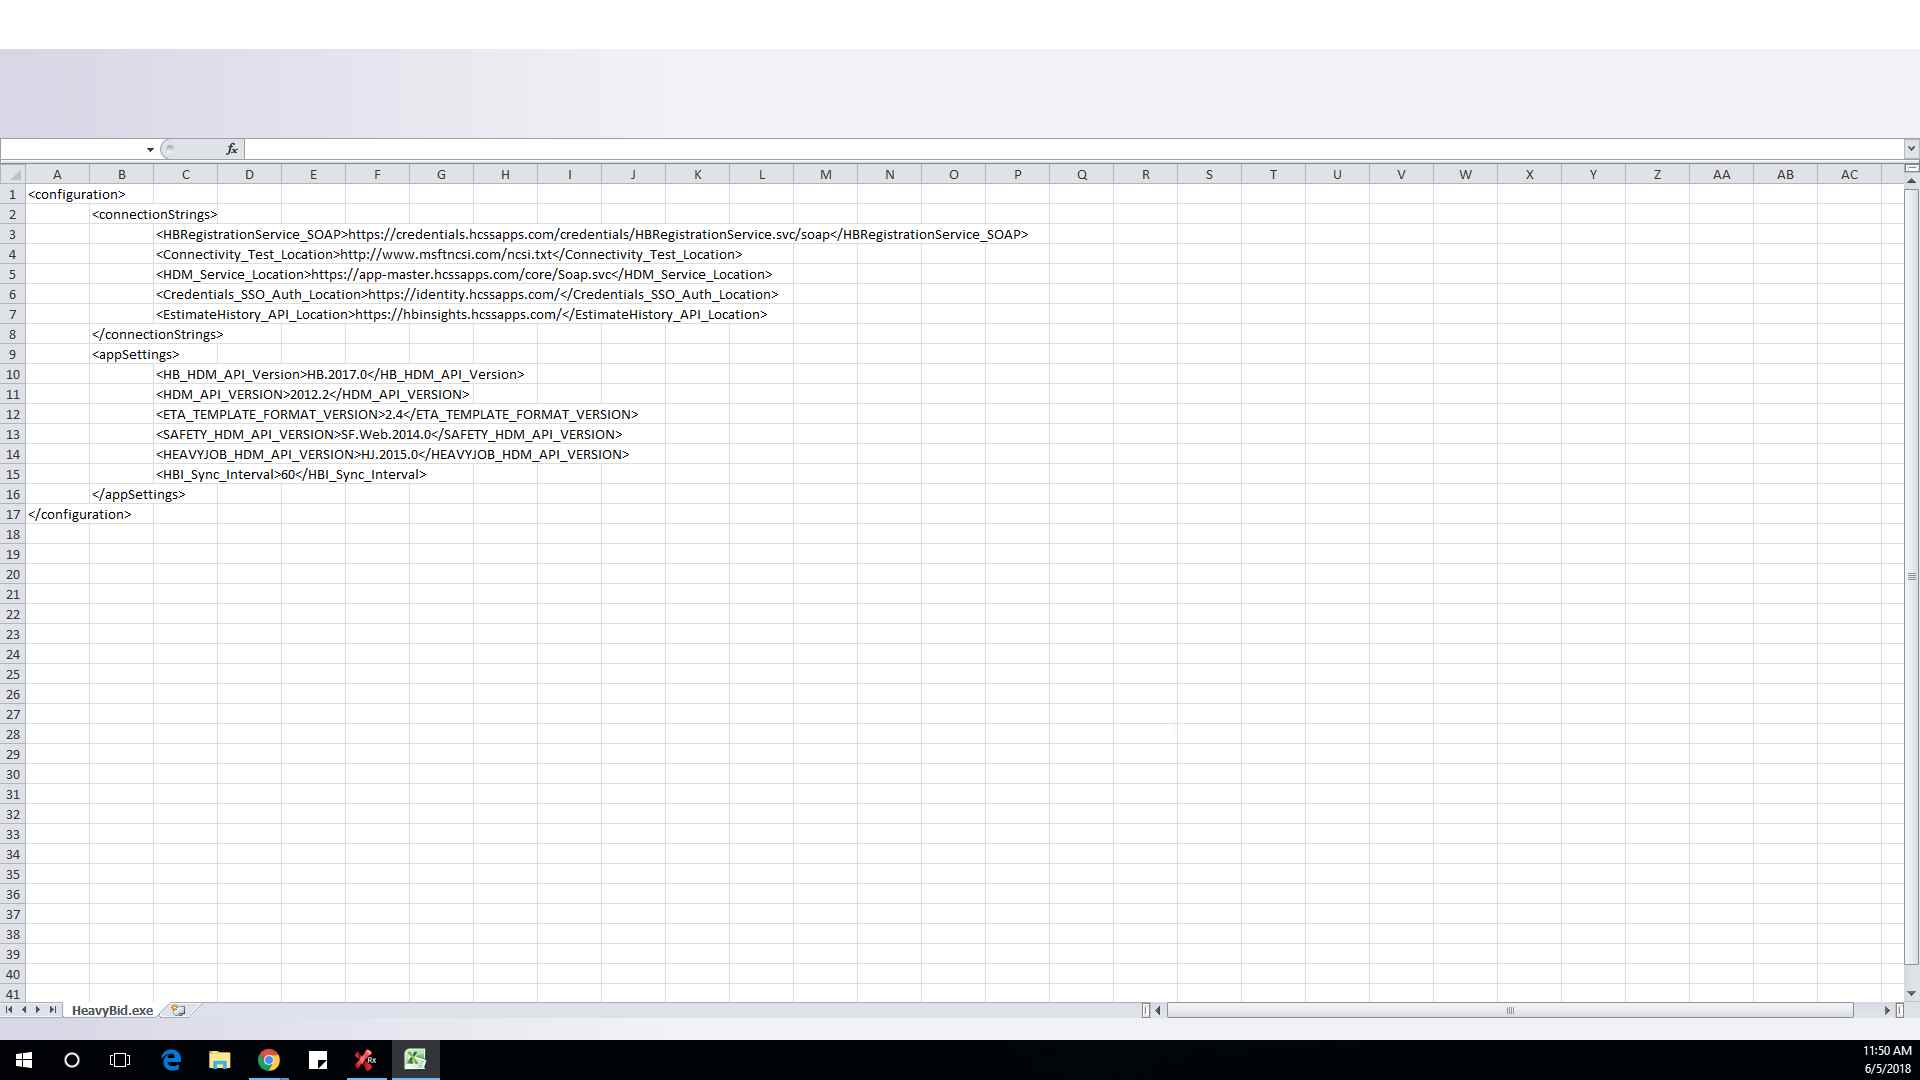 fx
A B C D E F G H I J K L M N O P Q R S T U V W X Y Z AA AB AC
1 <configuration>
2 <connectionStrings>
3 <HBRegistrationService_SOAP>https://credentials.hcssapps.com/credentials/HBRegistrationService.svc/soap</HBRegistrationService_SOAP>
4 <Connectivity_Test_Location>http://www.msftncsi.com/ncsi.txt</Connectivity_Test_Location>
5 <HDM_Service_Location>https://app-master.hcssapps.com/core/Soap.svc</HDM_Service_Location>
6 <Credentials_SSO_Auth_Location>https://identity.hcssapps.com/</Credentials_SSO_Auth_Location>
7 <EstimateHistory_API_Location>https://hbinsights.hcssapps.com/</EstimateHistory_API_Location>
8 </connectionStrings>
9 <appSettings>
10 <HB_HDM_API_Version>HB.2017.0</HB_HDM_API_Version>
11 <HDM_API_VERSION>2012.2</HDM_API_VERSION>
12 <ETA_TEMPLATE_FORMAT_VERSION>2.4</ETA_TEMPLATE_FORMAT_VERSION>
13 <SAFETY_HDM_API_VERSION>SF.Web.2014.0</SAFETY_HDM_API_VERSION>
14 <HEAVYJOB_HDM_API_VERSION>HJ.2015.0</HEAVYJOB_HDM_API_VERSION>
15 <HBI_Sync_Interval>60</HBI_Sync_Interval>
16 </appSettings>
17 </configuration>
18
19
20
21
22
23
24
25
26
27
28
29
30
31
32
33
34
35
36
37
38
39
40
41
HeavyBid.exe
Rx
11:50 AM
6/5/2018